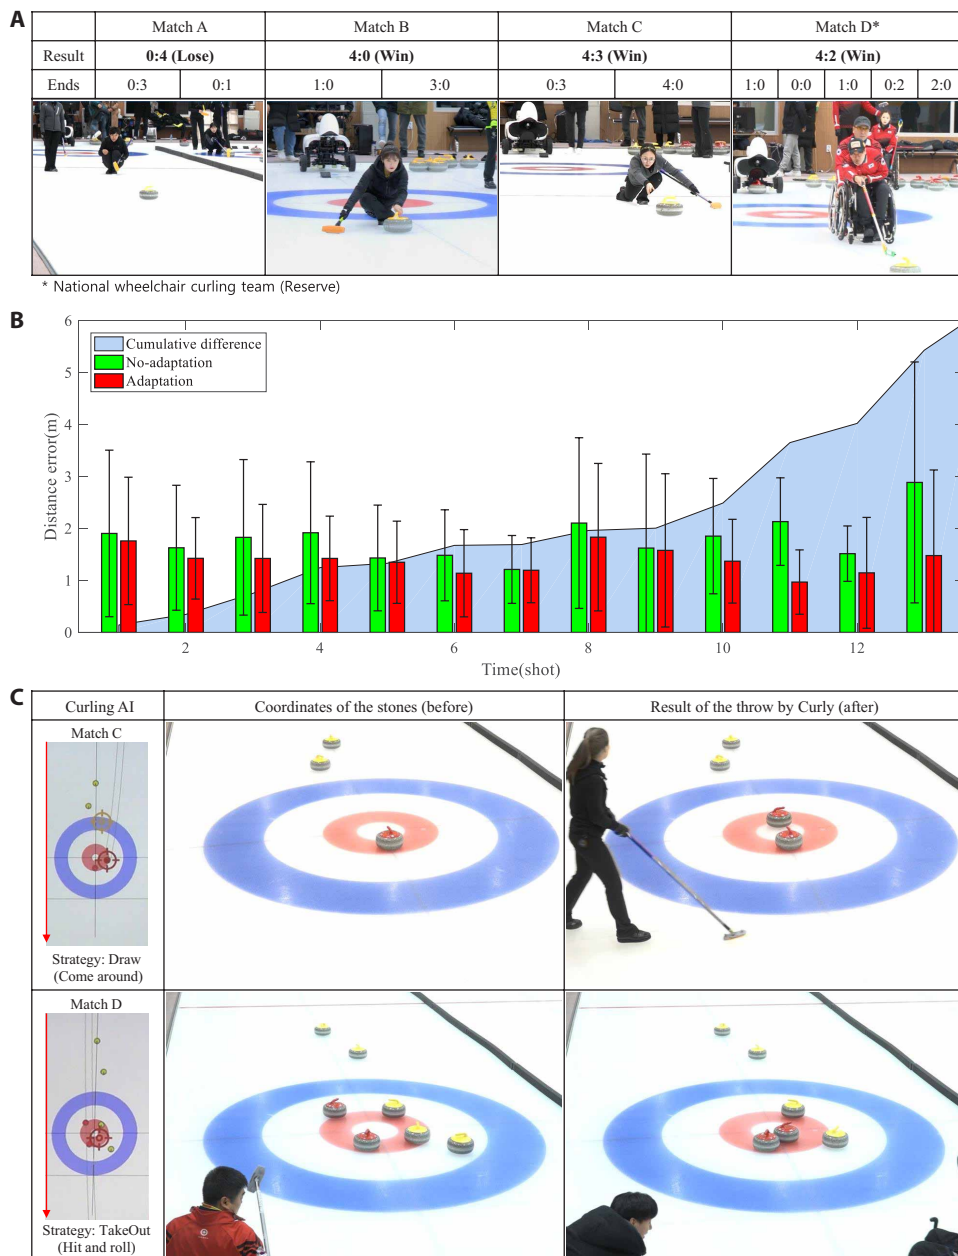 A
Match A Match B Match C Match D*
Result 0:4 (Lose) 4:0 (Win) 4:3 (Win) 4:2 (Win)
Ends 0:3 0:1 1:0 3:0 0:3 4:0 1:0 0:0 1:0 0:2 2:0
* National wheelchair curling team (Reserve)
B
Cumulative difference
No-adaptation
Adaptation
Distance error(m)
6
5
4
3
2
1
0
2 4 6 8 10 12
Time(shot)
C
Curling AI Coordinates of the stones (before) Result of the throw by Curly (after)
Match C
Strategy: Draw
(Come around)
Match D
Strategy: TakeOut
(Hit and roll)